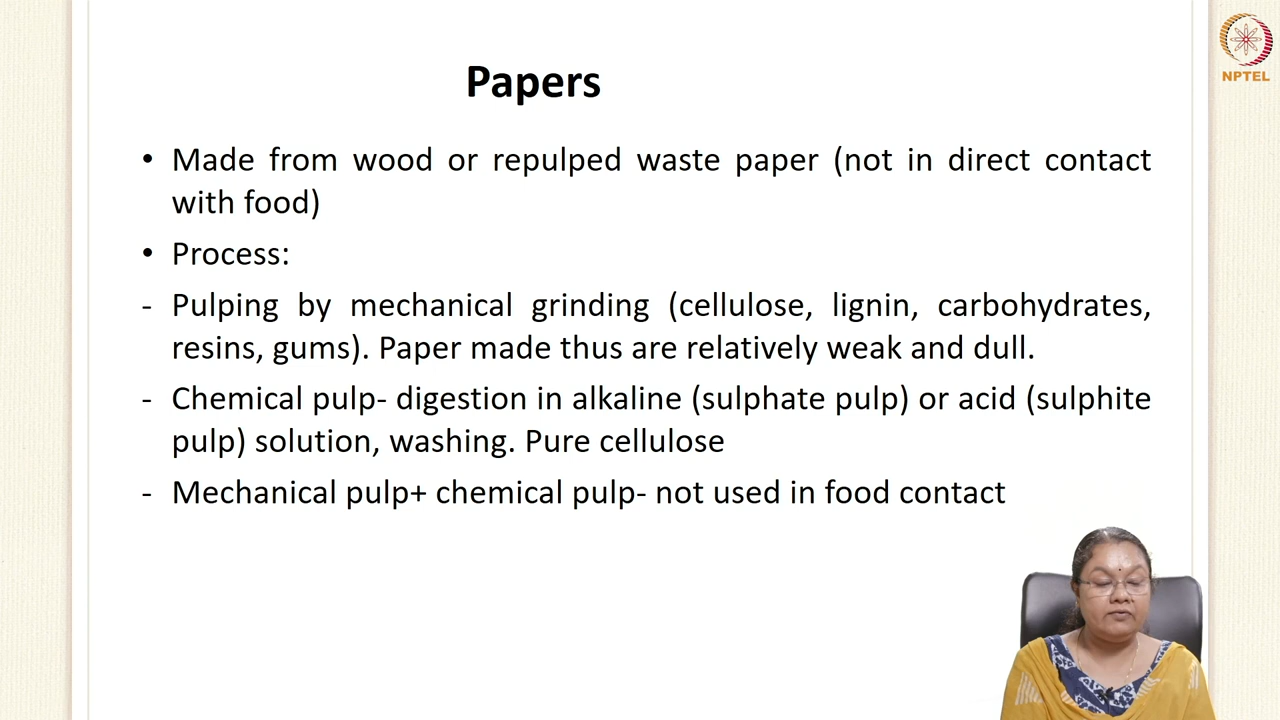 NPTEL
Papers
• Made from wood or repulped waste paper (not in direct contact
with food)
• Process:
- Pulping by mechanical grinding (cellulose, lignin, carbohydrates,
resins, gums). Paper made thus are relatively weak and dull.
- Chemical pulp- digestion in alkaline (sulphate pulp) or acid (sulphite
pulp) solution, washing. Pure cellulose
- Mechanical pulp+ chemical pulp- not used in food contact